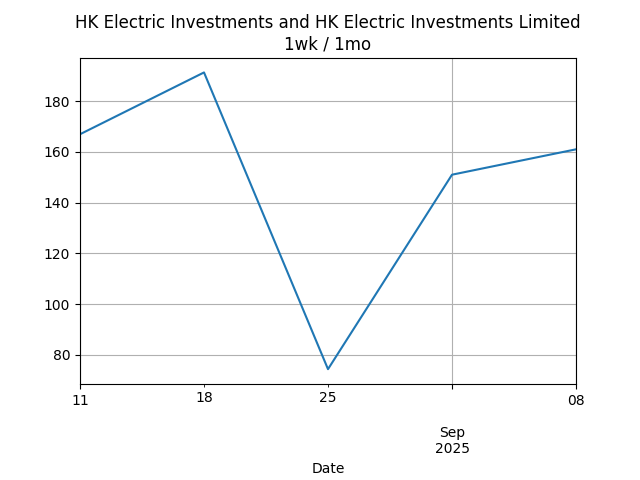 HK Electric Investments and HK Electric Investments Limited
1wk / 1mo
180
160
140
120
100
80
11
18
25
Sep
2025
08
Date